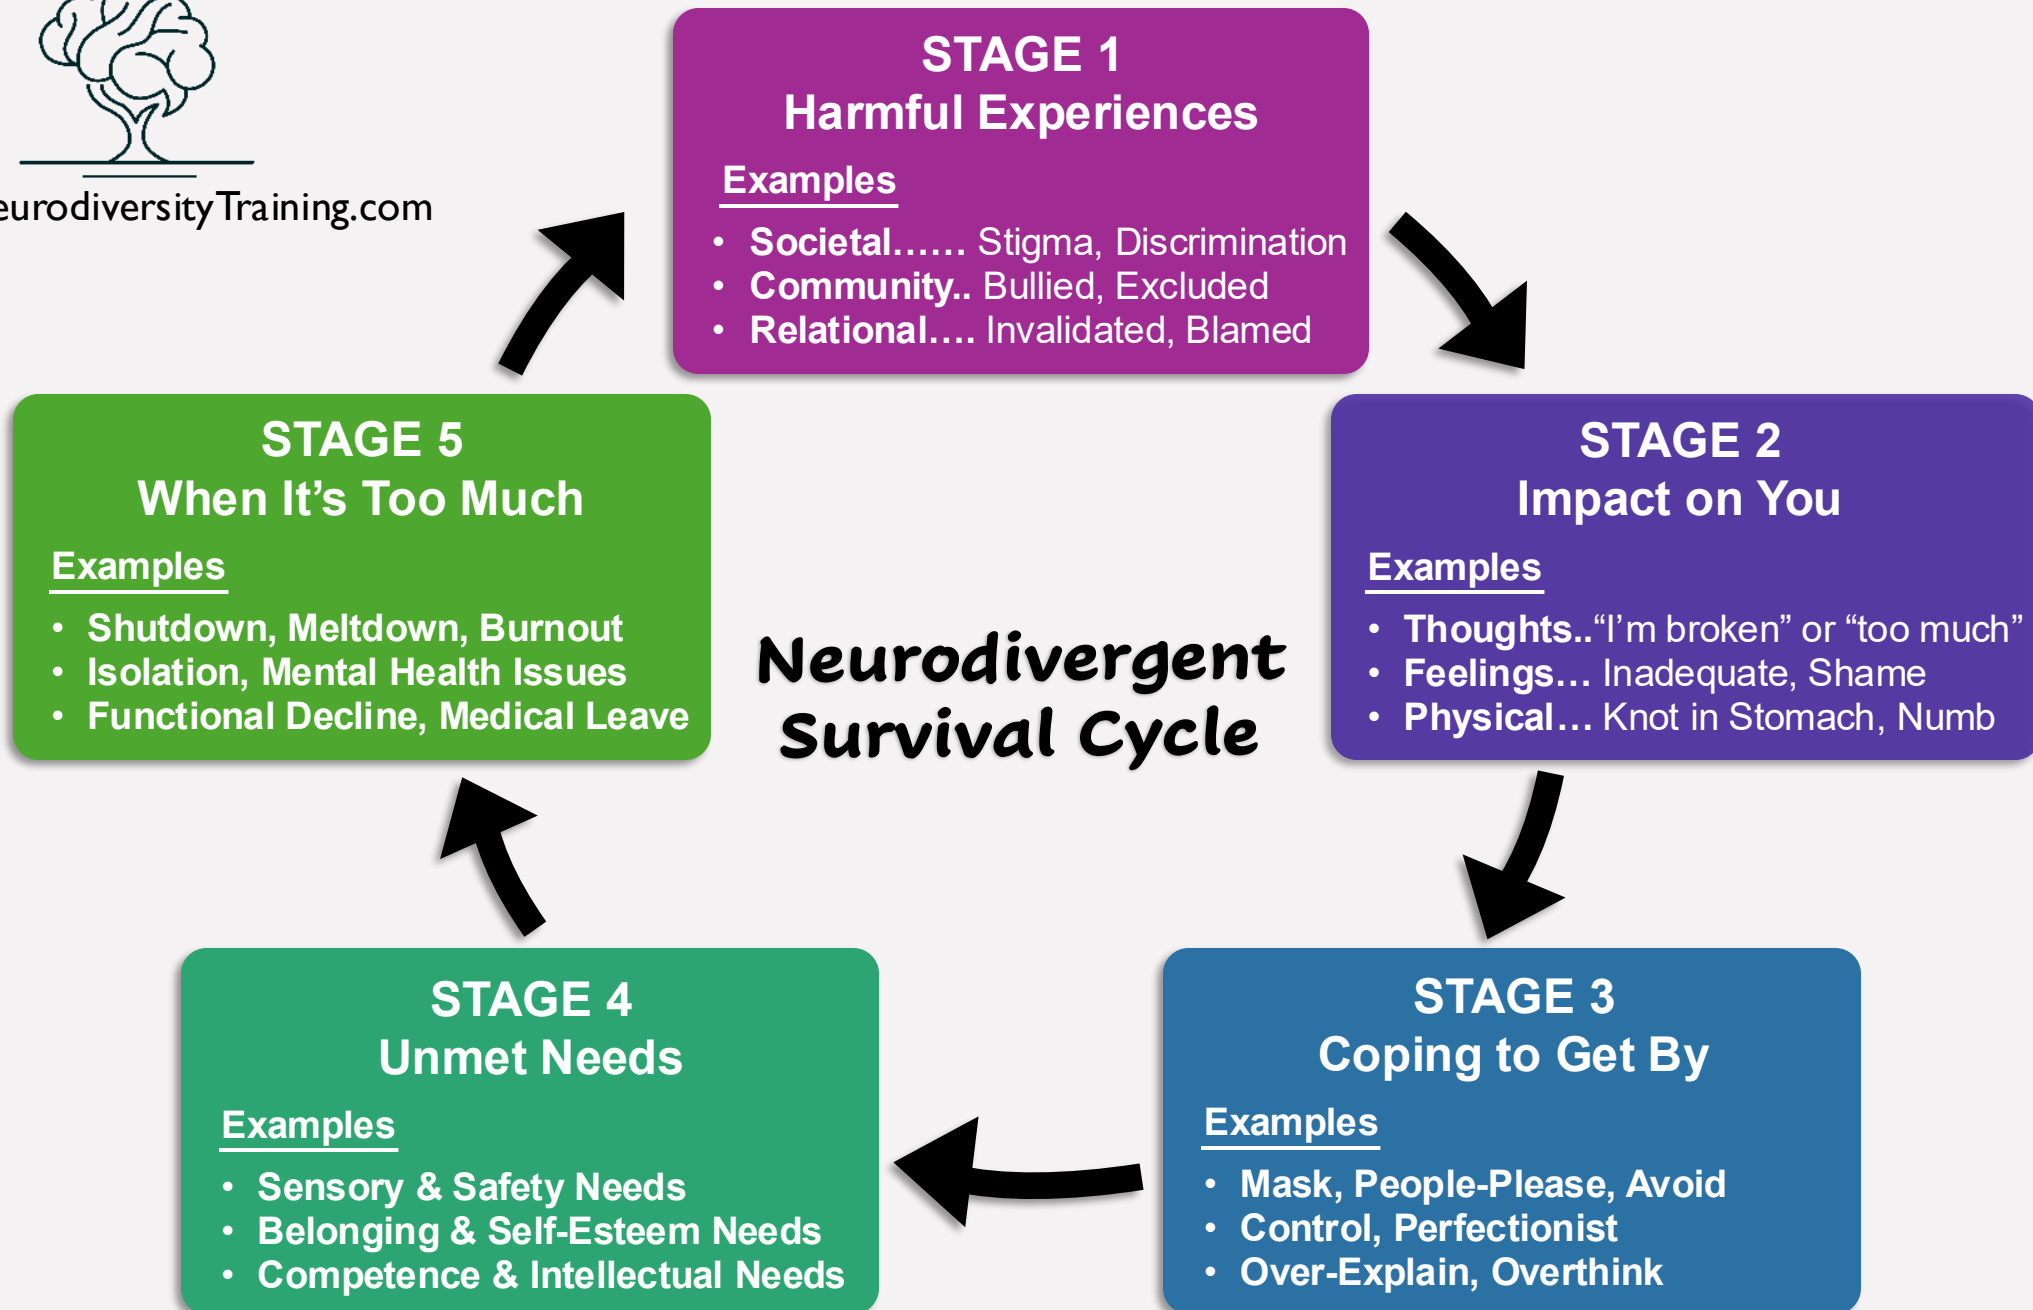 eurodiversityTraining.com
STAGE 1
Harmful Experiences
Examples
• Societal…… Stigma, Discrimination
• Community.. Bullied, Excluded
• Relational…. Invalidated, Blamed
STAGE 2
Impact on You
Examples
• Thoughts..“I’m broken” or “too much”
• Feelings… Inadequate, Shame
• Physical… Knot in Stomach, Numb
STAGE 3
Coping to Get By
Examples
• Mask, People-Please, Avoid
• Control, Perfectionist
• Over-Explain, Overthink
STAGE 4
Unmet Needs
Examples
• Sensory & Safety Needs
• Belonging & Self-Esteem Needs
• Competence & Intellectual Needs
STAGE 5
When It’s Too Much
Examples
• Shutdown, Meltdown, Burnout
• Isolation, Mental Health Issues
• Functional Decline, Medical Leave
Neurodivergent
Survival Cycle